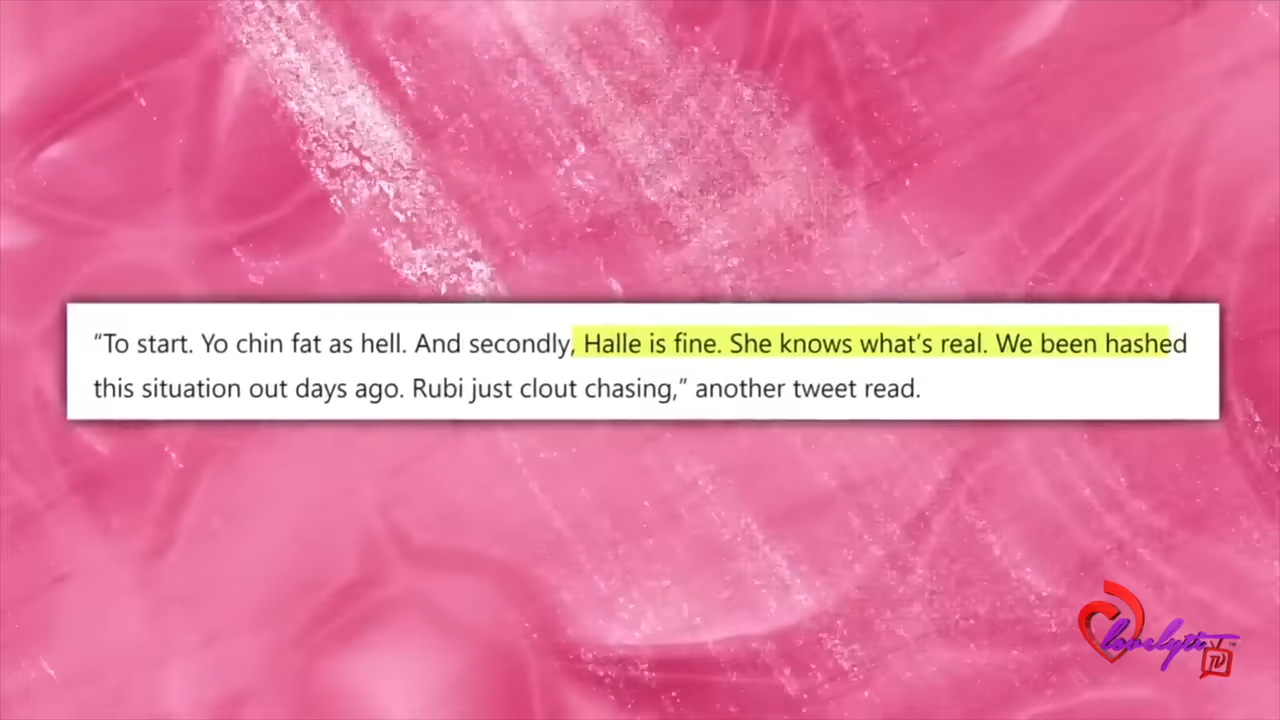 “To start. Yo chin fat as hell. And secondly, Halle is fine. She knows what’s real. We been hashed
this situation out days ago. Rubi just clout chasing,” another tweet read.
lovelyti
TV